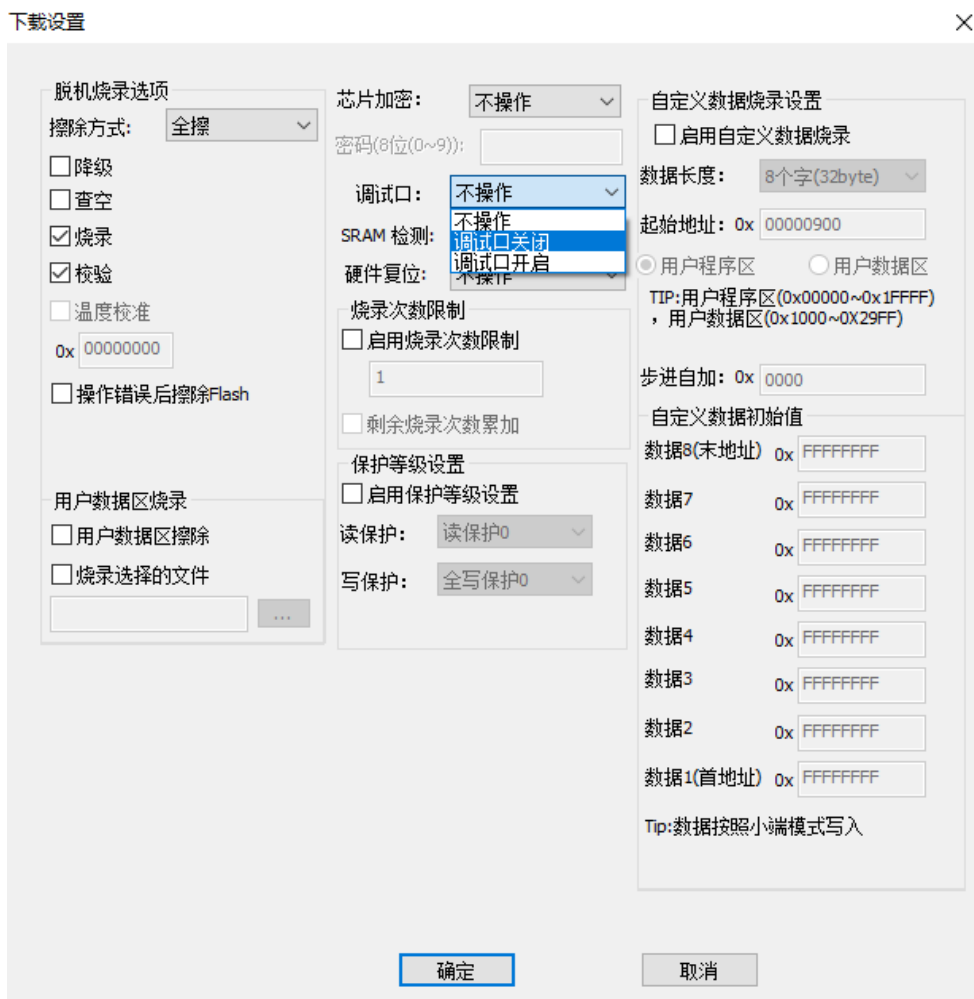 下载设置
脱机烧录选项
擦除方式: 全擦
降级
查空
烧录
校验
温度校准
0x 00000000
操作错误后擦除Flash
用户数据区烧录
用户数据区擦除
烧录选择的文件
...
芯片加密: 不操作
密码(8位(0~9)):
调试口: 不操作
不操作
调试口关闭
调试口开启
SRAM 检测:
硬件复位: 不操作
烧录次数限制
启用烧录次数限制
1
剩余烧录次数累加
保护等级设置
启用保护等级设置
读保护: 读保护0
写保护: 全写保护0
自定义数据烧录设置
启用自定义数据烧录
数据长度: 8个字(32byte)
起始地址: 0x 00000900
用户程序区 用户数据区
TIP:用户程序区(0x00000~0x1FFFF)
，用户数据区(0x1000~0X29FF)
步进自加: 0x 0000
自定义数据初始值
数据8(末地址) 0x FFFFFFFF
数据7 0x FFFFFFFF
数据6 0x FFFFFFFF
数据5 0x FFFFFFFF
数据4 0x FFFFFFFF
数据3 0x FFFFFFFF
数据2 0x FFFFFFFF
数据1(首地址) 0x FFFFFFFF
Tip:数据按照小端模式写入
确定 取消